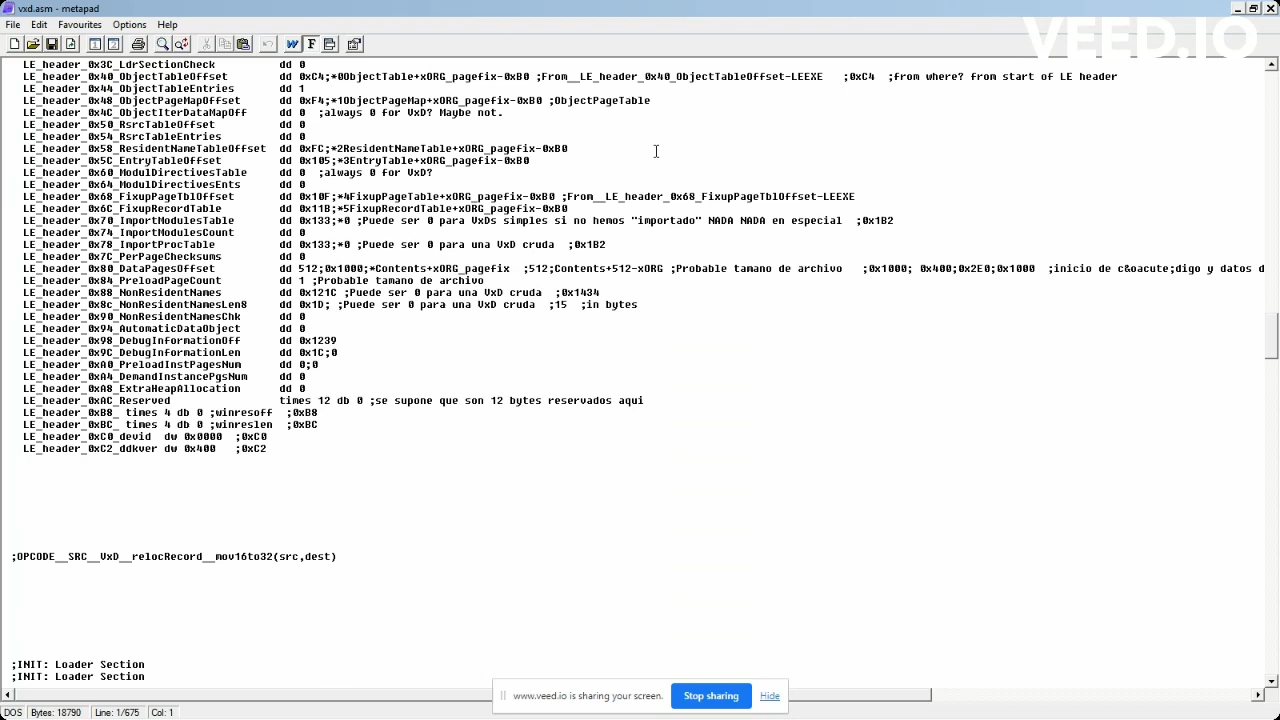 vxd.asm - metapad
VEED.IO
File Edit Favourites Options Help
LE_header_0x3C_LdrSectionCheck dd 0
LE_header_0x40_ObjectTableOffset dd 0xC4;*0ObjectTable+xORG_pagefix-0xB0 ;From__LE_header_0x40_ObjectTableOffset-LEEXE ;0xC4 ;from where? from start of LE header
LE_header_0x44_ObjectTableEntries dd 1
LE_header_0x48_ObjectPageMapOffset dd 0xF4;*1ObjectPageMap+xORG_pagefix-0xB0 ;ObjectPageTable
LE_header_0x4C_ObjectIterDataMapOff dd 0 ;always 0 for VxD? Maybe not.
LE_header_0x50_RsrcTableOffset dd 0
LE_header_0x54_RsrcTableEntries dd 0
LE_header_0x58_ResidentNameTableOffset dd 0xFC;*2ResidentNameTable+xORG_pagefix-0xB0
LE_header_0x5C_EntryTableOffset dd 0x105;*3EntryTable+xORG_pagefix-0xB0
LE_header_0x60_ModulDirectivesTable dd 0 ;always 0 for VxD?
LE_header_0x64_ModulDirectivesEnts dd 0
LE_header_0x68_FixupPageTblOffset dd 0x10F;*4FixupPageTable+xORG_pagefix-0xB0 ;From__LE_header_0x68_FixupPageTblOffset-LEEXE
LE_header_0x6C_FixupRecordTable dd 0x11B;*5FixupRecordTable+xORG_pagefix-0xB0
LE_header_0x70_ImportModulesTable dd 0x133;*0 ;Puede ser 0 para VxDs simples si no hemos "importado" NADA NADA en especial ;0x1B2
LE_header_0x74_ImportModulesCount dd 0
LE_header_0x78_ImportProcTable dd 0x133;*0 ;Puede ser 0 para una VxD cruda ;0x1B2
LE_header_0x7C_PerPageChecksums dd 0
LE_header_0x80_DataPagesOffset dd 512;0x1000;*Contents+xORG_pagefix ;512;Contents+512-xORG ;Probable tamano de archivo ;0x1000; 0x400;0x2E0;0x1000 ;inicio de c&oacute;digo y datos d
LE_header_0x84_PreloadPageCount dd 1 ;Probable tamano de archivo
LE_header_0x88_NonResidentNames dd 0x121C ;Puede ser 0 para una VxD cruda ;0x1434
LE_header_0x8c_NonResidentNamesLen8 dd 0x1D; ;Puede ser 0 para una VxD cruda ;15 ;in bytes
LE_header_0x90_NonResidentNamesChk dd 0
LE_header_0x94_AutomaticDataObject dd 0
LE_header_0x98_DebugInformationOff dd 0x1239
LE_header_0x9C_DebugInformationLen dd 0x1C;0
LE_header_0xA0_PreloadInstPagesNum dd 0;0
LE_header_0xA4_DemandInstancePgsNum dd 0
LE_header_0xA8_ExtraHeapAllocation dd 0
LE_header_0xAC_Reserved times 12 db 0 ;se supone que son 12 bytes reservados aqui
LE_header_0xB8_ times 4 db 0 ;winresoff ;0xB8
LE_header_0xBC_ times 4 db 0 ;winreslen ;0xBC
LE_header_0xC0_devid dw 0x0000 ;0xC0
LE_header_0xC2_ddkver dw 0x400 ;0xC2
;OPCODE__SRC__VxD__relocRecord__mov16to32(src,dest)
;INIT: Loader Section
;INIT: Loader Section
www.veed.io is sharing your screen. Stop sharing Hide
DOS Bytes: 18790 Line: 1/675 Col: 1